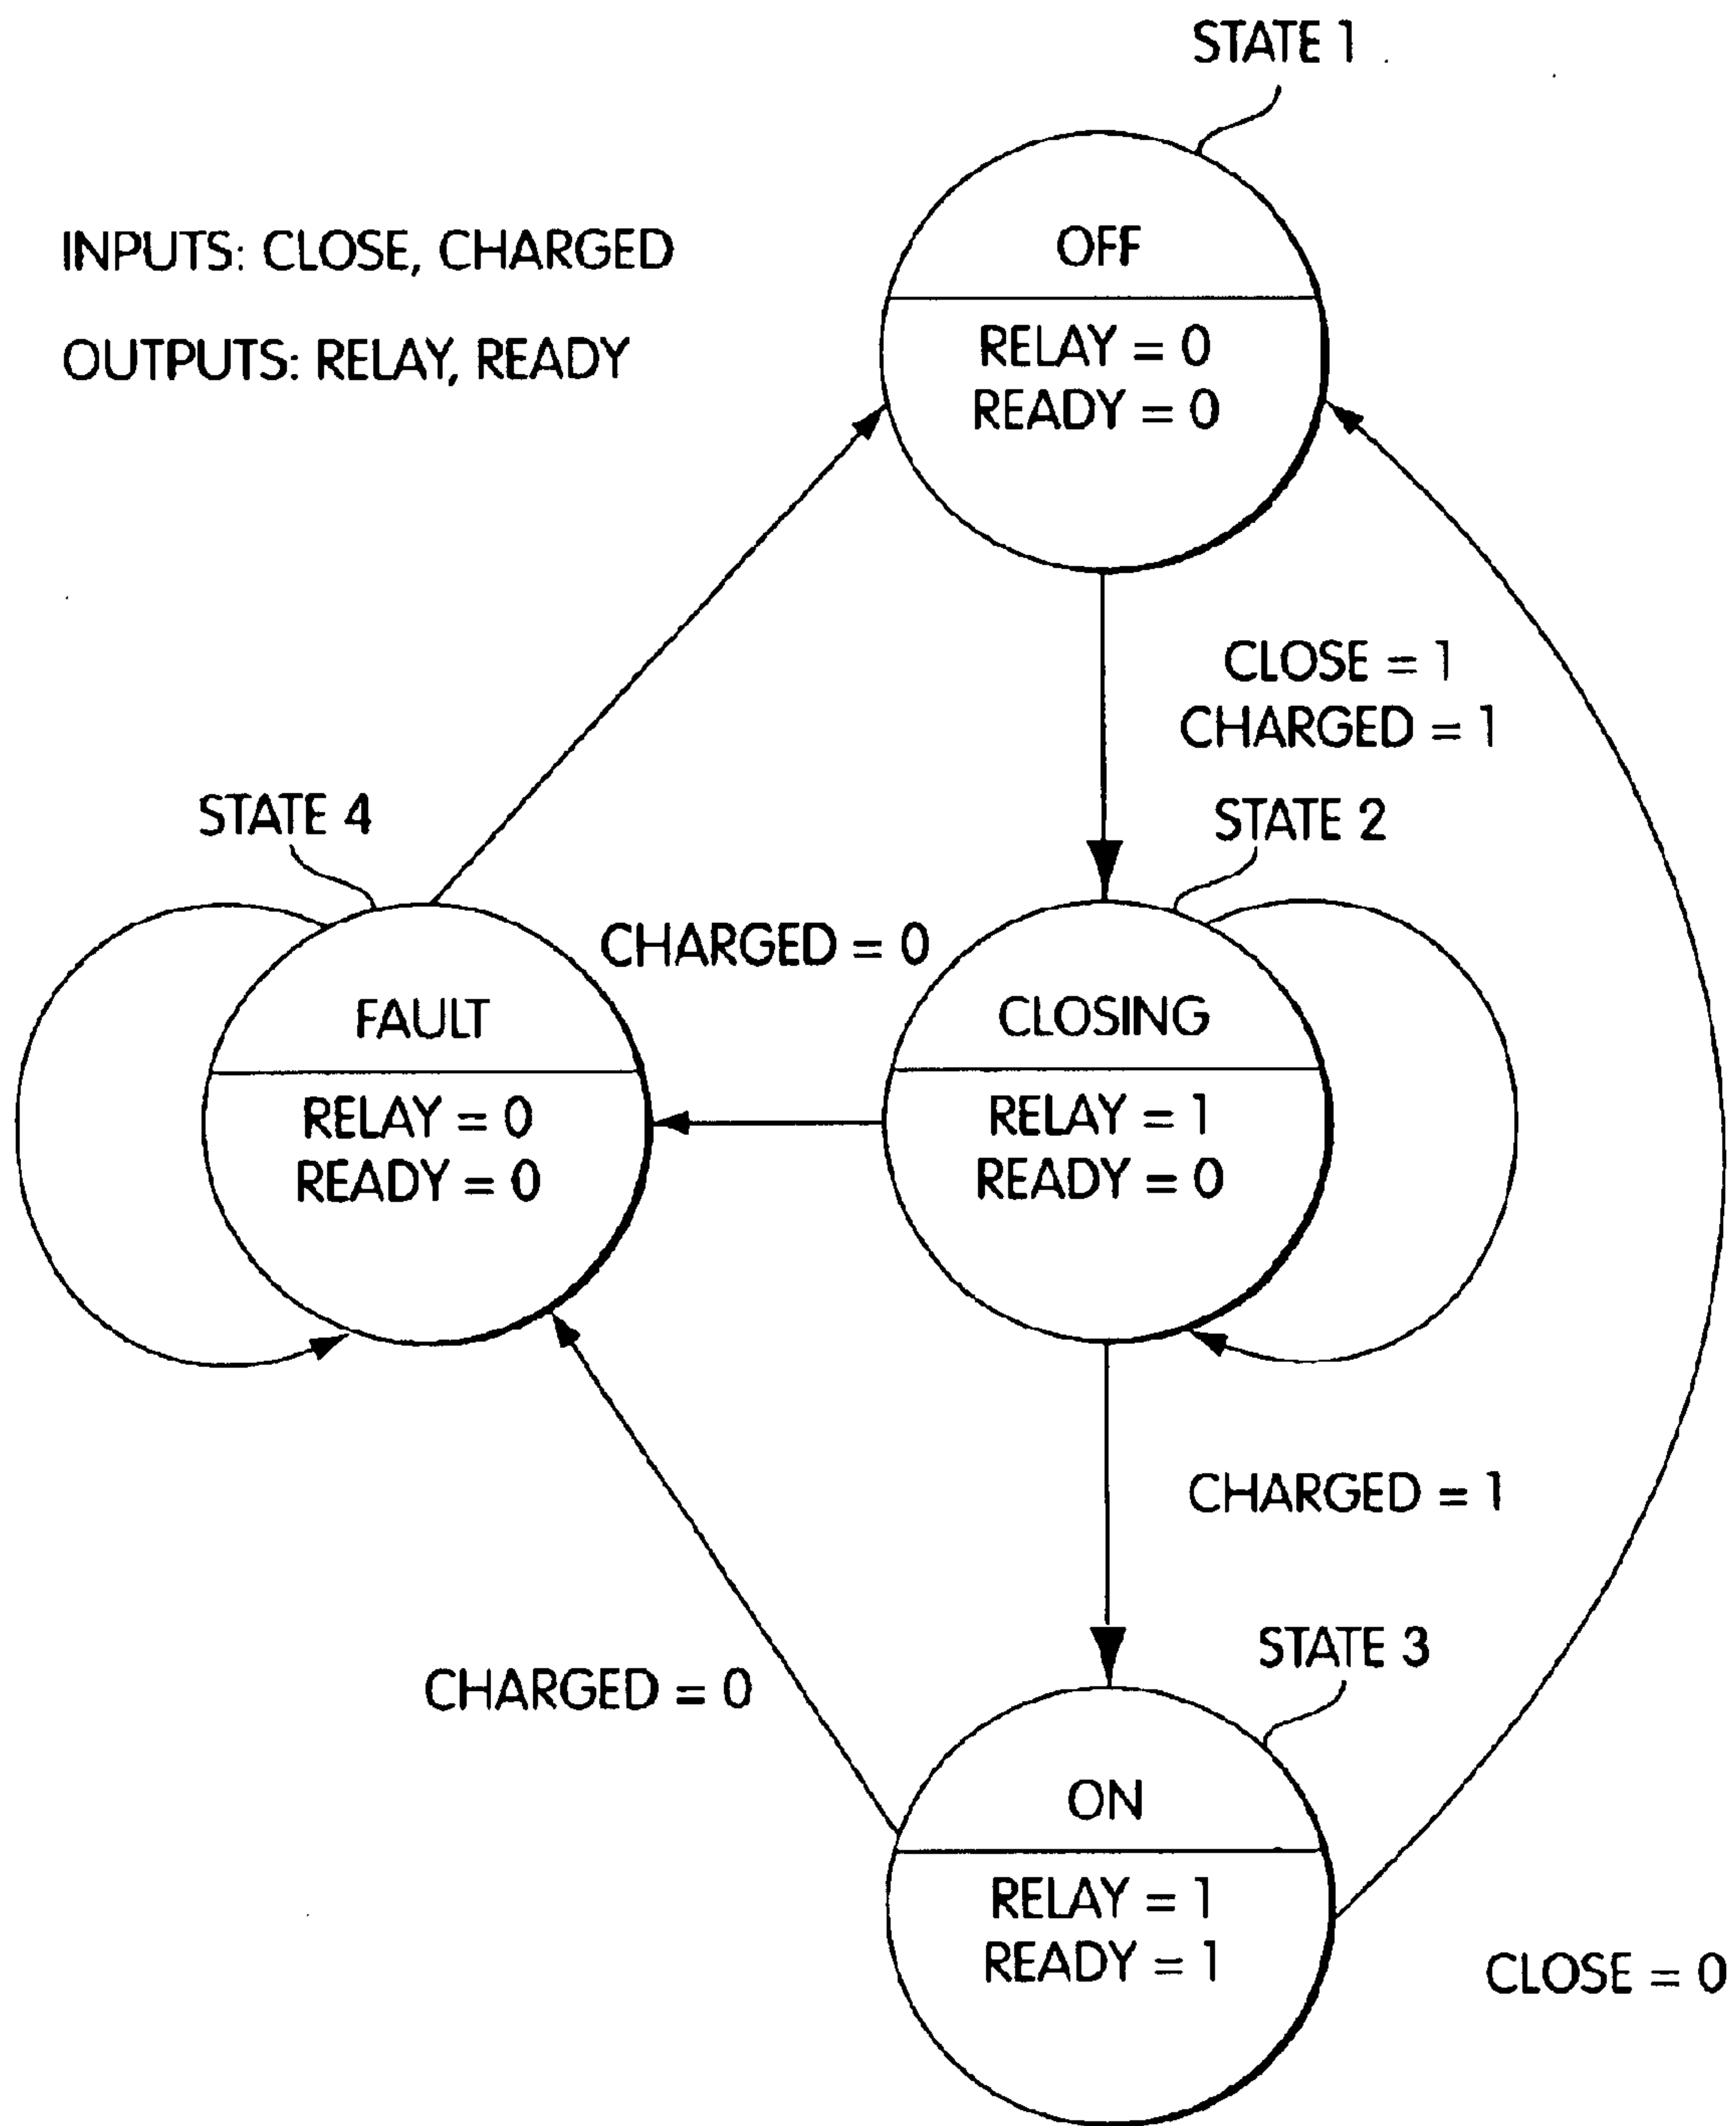 STATE 1
INPUTS: CLOSE, CHARGED
OUTPUTS: RELAY, READY
OFF
RELAY = 0
READY = 0
CLOSE = 1
CHARGED = 1
STATE 4
STATE 2
CHARGED = 0
FAULT
RELAY = 0
READY = 0
CLOSING
RELAY = 1
READY = 0
CHARGED = 1
STATE 3
CHARGED = 0
ON
RELAY = 1
READY = 1
CLOSE = 0